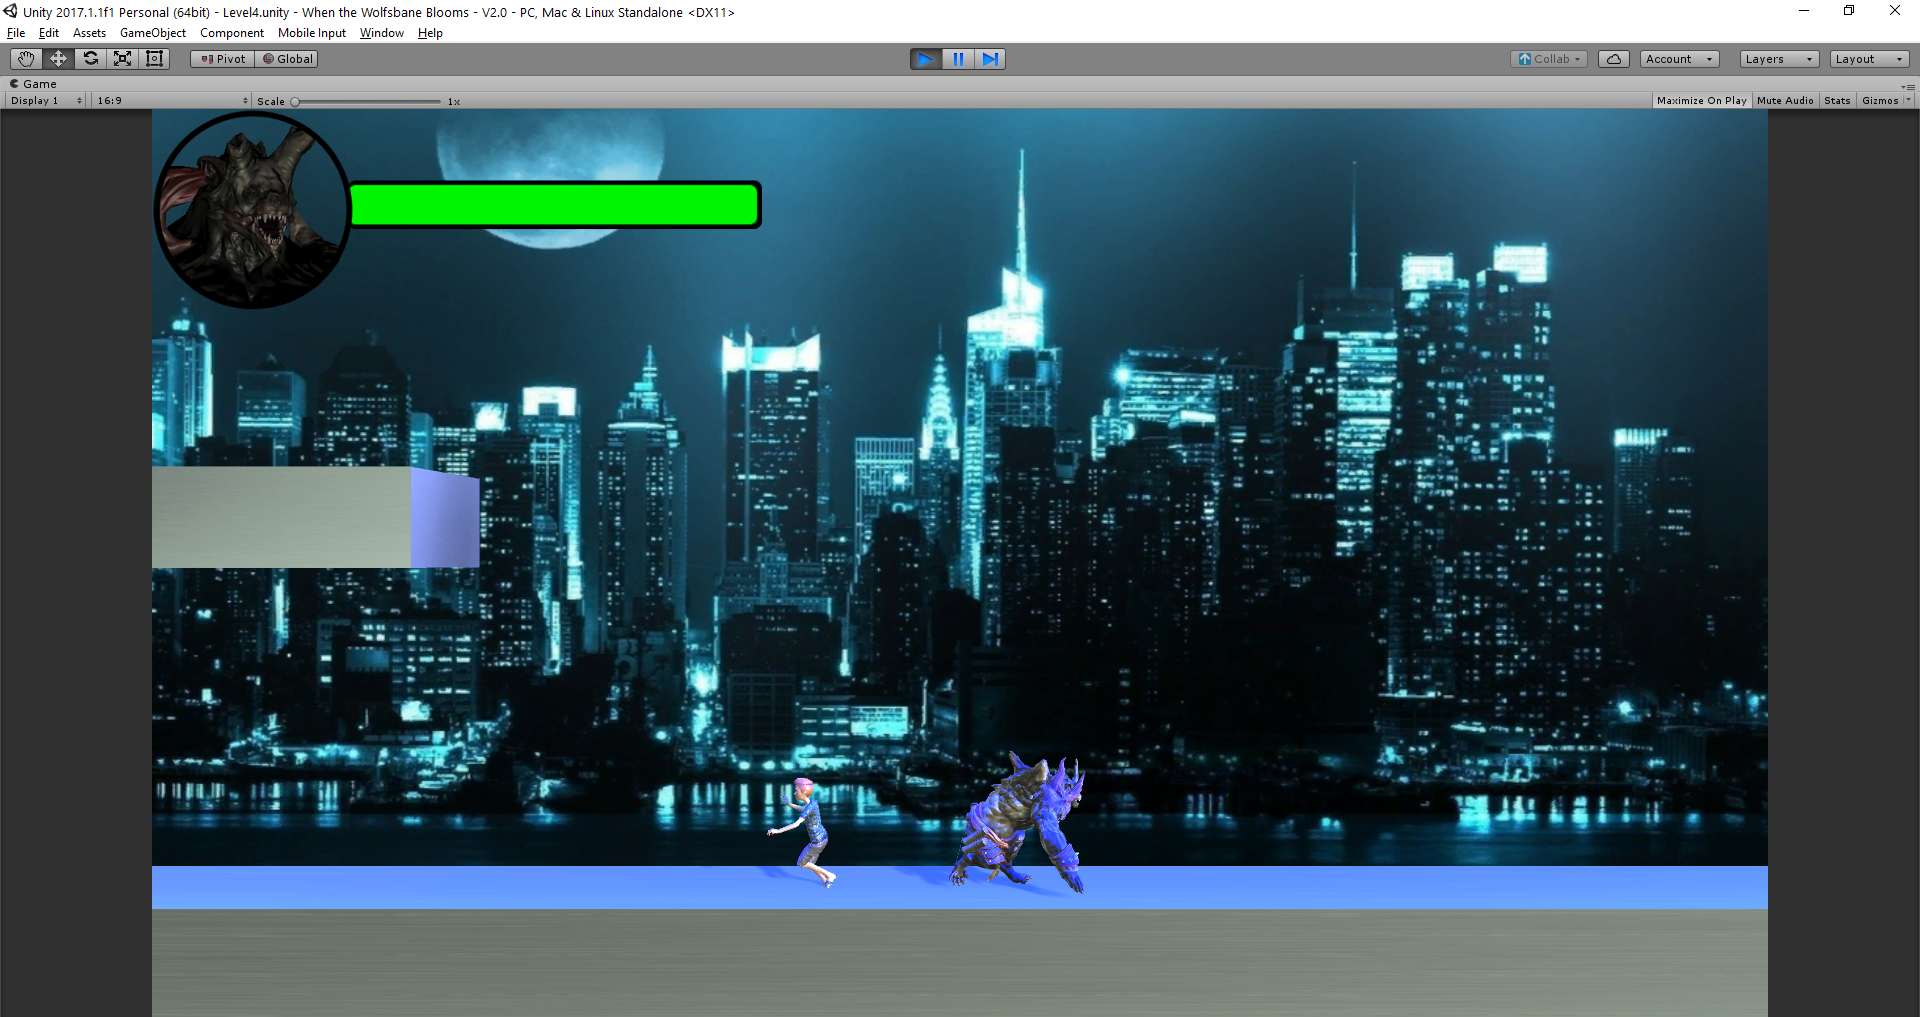 Unity 2017.1.1f1 Personal (64bit) - Level4.unity - When the Wolfsbane Blooms - V2.0 - PC, Mac & Linux Standalone <DX11>
File Edit Assets GameObject Component Mobile Input Window Help
Pivot Global Collab Account Layers Layout
Game
Display 1 16:9 Scale 1x Maximize On Play Mute Audio Stats Gizmos